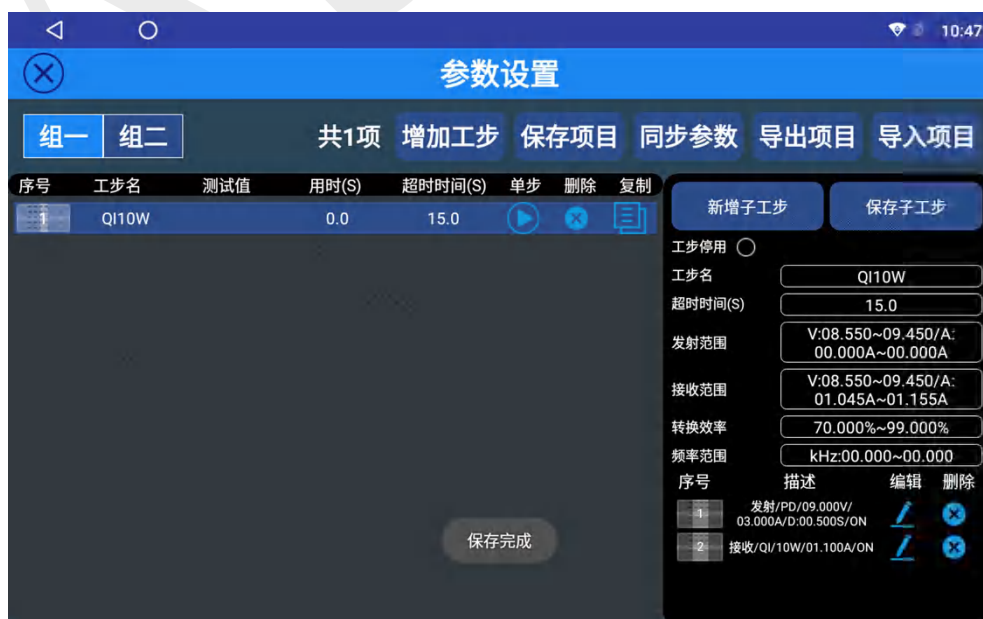 10:47
参数设置
组一 组二 共1项 增加工步 保存项目 同步参数 导出项目 导入项目
序号 工步名 测试值 用时(S) 超时时间(S) 单步 删除 复制
1 QI10W 0.0 15.0
新增子工步 保存子工步
工步停用
工步名 QI10W
超时时间(S) 15.0
发射范围 V:08.550~09.450/A:
00.000A~00.000A
接收范围 V:08.550~09.450/A:
01.045A~01.155A
转换效率 70.000%~99.000%
频率范围 kHz:00.000~00.000
序号 描述 编辑 删除
1 发射/PD/09.000V/
03.000A/D:00.500S/ON
2 接收/QI/10W/01.100A/ON
保存完成